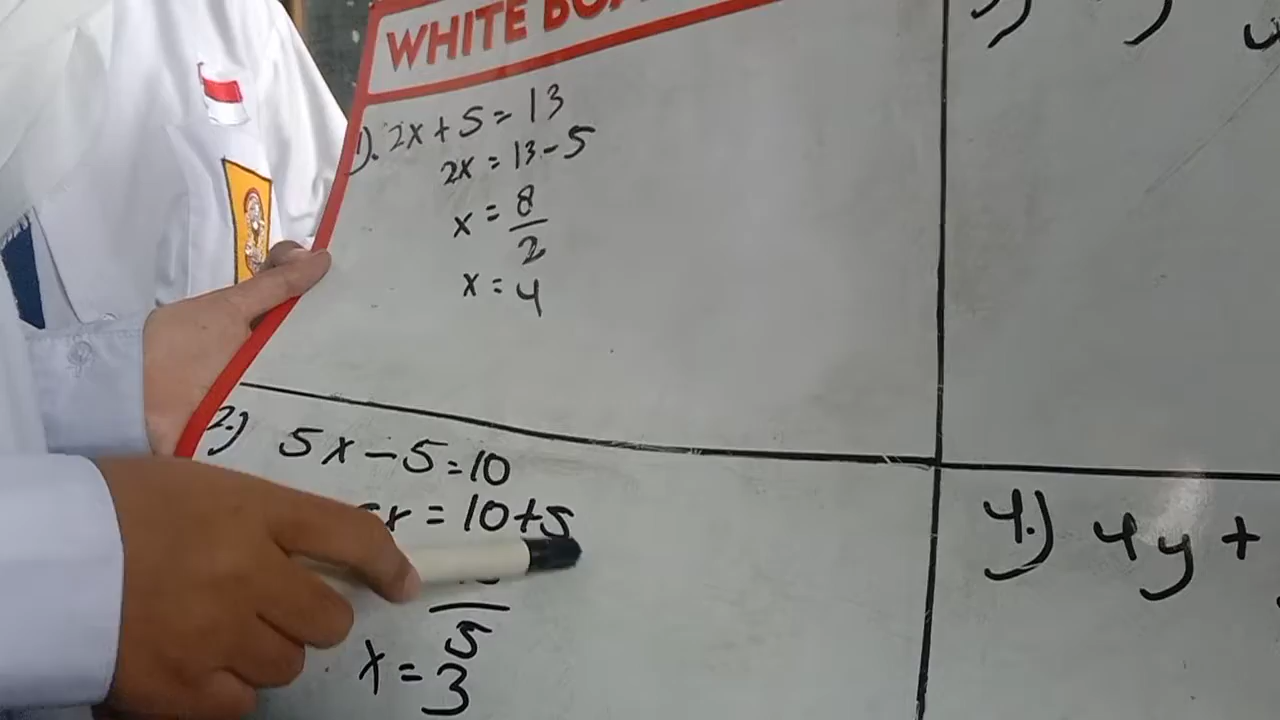 WHITE
1). 2x + 5 = 13
2x = 13 - 5
x = 8/2
x = 4
2.) 5x - 5 = 10
x = 10 + 5
5
x = 3
4.) 4y +